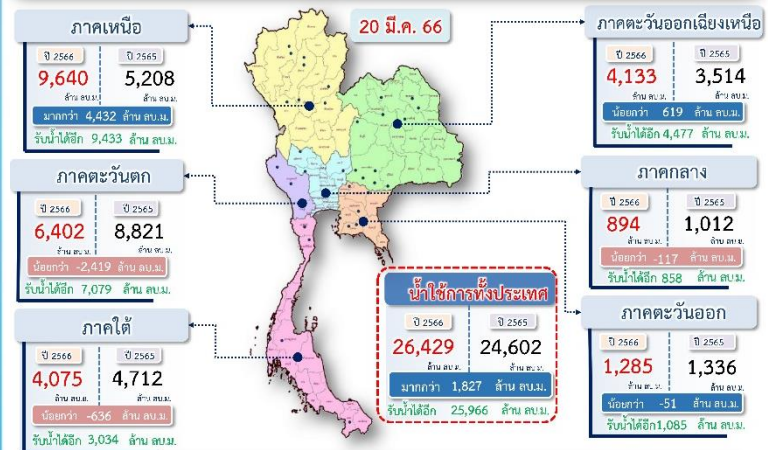 ภาคเหนือ
ปี 2566 ปี 2565
9,640 5,208
ล้าน ลบ.ม. ล้าน ลบ.ม.
มากกว่า 4,432 ล้าน ลบ.ม.
รับน้ำได้อีก 9,433 ล้าน ลบ.ม.
20 มี.ค. 66
ภาคตะวันออกเฉียงเหนือ
ปี 2566 ปี 2565
4,133 3,514
ล้าน ลบ.ม. ล้าน ลบ.ม.
น้อยกว่า 619 ล้าน ลบ.ม.
รับน้ำได้อีก 4,477 ล้าน ลบ.ม.
ภาคตะวันตก
ปี 2566 ปี 2565
6,402 8,821
ล้าน ลบ.ม. ล้าน ลบ.ม.
น้อยกว่า -2,419 ล้าน ลบ.ม.
รับน้ำได้อีก 7,079 ล้าน ลบ.ม.
ภาคกลาง
ปี 2566 ปี 2565
894 1,012
ล้าน ลบ.ม. ล้าน ลบ.ม.
น้อยกว่า -117 ล้าน ลบ.ม.
รับน้ำได้อีก 858 ล้าน ลบ.ม.
ภาคใต้
ปี 2566 ปี 2565
4,075 4,712
ล้าน ลบ.ม. ล้าน ลบ.ม.
น้อยกว่า -636 ล้าน ลบ.ม.
รับน้ำได้อีก 3,034 ล้าน ลบ.ม.
น้ำใช้การทั้งประเทศ
ปี 2566 ปี 2565
26,429 24,602
ล้าน ลบ.ม. ล้าน ลบ.ม.
มากกว่า 1,827 ล้าน ลบ.ม.
รับน้ำได้อีก 25,966 ล้าน ลบ.ม.
ภาคตะวันออก
ปี 2566 ปี 2565
1,285 1,336
ล้าน ลบ.ม. ล้าน ลบ.ม.
น้อยกว่า -51 ล้าน ลบ.ม.
รับน้ำได้อีก1,085 ล้าน ลบ.ม.